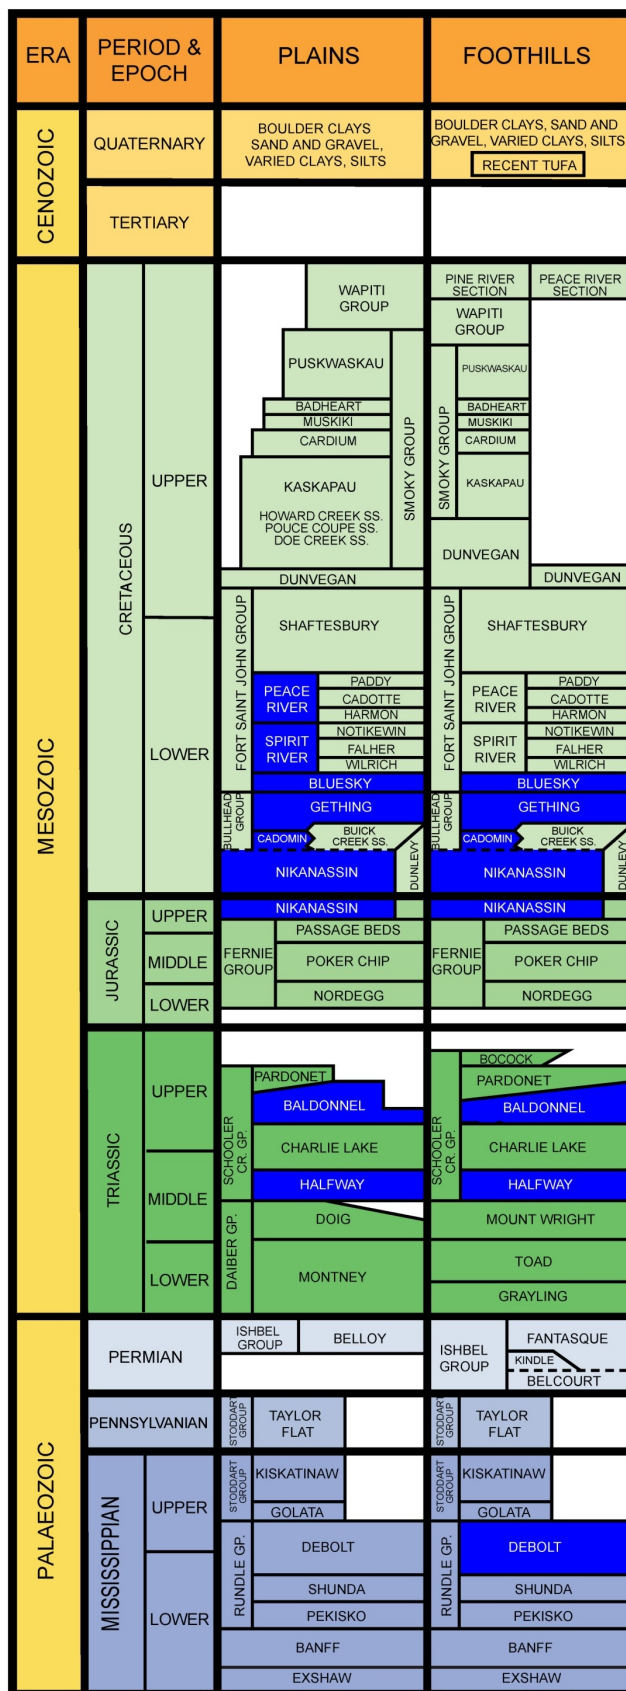 ERA
PERIOD &
EPOCH
PLAINS
FOOTHILLS
CENOZOIC
QUATERNARY
BOULDER CLAYS
SAND AND GRAVEL,
VARIED CLAYS, SILTS
BOULDER CLAYS, SAND AND
GRAVEL, VARIED CLAYS, SILTS
RECENT TUFA
TERTIARY
MESOZOIC
CRETACEOUS
UPPER
WAPITI
GROUP
PUSKWASKAU
BADHEART
MUSKIKI
CARDIUM
KASKAPAU
HOWARD CREEK SS.
POUCE COUPE SS.
DOE CREEK SS.
SMOKY GROUP
DUNVEGAN
PINE RIVER
SECTION
PEACE RIVER
SECTION
WAPITI
GROUP
SMOKY GROUP
PUSKWASKAU
BADHEART
MUSKIKI
CARDIUM
KASKAPAU
DUNVEGAN
DUNVEGAN
LOWER
FORT SAINT JOHN GROUP
SHAFTESBURY
PEACE
RIVER
PADDY
CADOTTE
HARMON
SPIRIT
RIVER
NOTIKEWIN
FALHER
WILRICH
BLUESKY
BULLHEAD
GROUP
GETHING
CADOMIN
BUICK
CREEK SS.
DUNLEVY
NIKANASSIN
FORT SAINT JOHN GROUP
SHAFTESBURY
PEACE
RIVER
PADDY
CADOTTE
HARMON
SPIRIT
RIVER
NOTIKEWIN
FALHER
WILRICH
BLUESKY
BULLHEAD
GROUP
GETHING
CADOMIN
BUICK
CREEK SS.
DUNLEVY
NIKANASSIN
JURASSIC
UPPER
NIKANASSIN
NIKANASSIN
MIDDLE
LOWER
FERNIE
GROUP
PASSAGE BEDS
POKER CHIP
NORDEGG
FERNIE
GROUP
PASSAGE BEDS
POKER CHIP
NORDEGG
TRIASSIC
UPPER
MIDDLE
LOWER
SCHOOLER
CR. GP.
PARDONET
BALDONNEL
CHARLIE LAKE
HALFWAY
DAIBER GP.
DOIG
MONTNEY
SCHOOLER
CR. GP.
BOCOCK
PARDONET
BALDONNEL
CHARLIE LAKE
HALFWAY
MOUNT WRIGHT
TOAD
GRAYLING
PALAEOZOIC
PERMIAN
ISHBEL
GROUP
BELLOY
ISHBEL
GROUP
FANTASQUE
KINDLE
BELCOURT
PENNSYLVANIAN
STODDART
GROUP
TAYLOR
FLAT
STODDART
GROUP
TAYLOR
FLAT
MISSISSIPPIAN
UPPER
LOWER
STODDART
GROUP
KISKATINAW
GOLATA
RUNDLE GP.
DEBOLT
SHUNDA
PEKISKO
BANFF
EXSHAW
STODDART
GROUP
KISKATINAW
GOLATA
RUNDLE GP.
DEBOLT
SHUNDA
PEKISKO
BANFF
EXSHAW